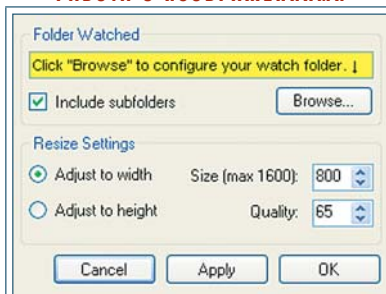 Folder Watched
Click "Browse" to configure your watch folder. ↓
Include subfolders
Browse...
Resize Settings
Adjust to width
Size (max 1600): 800
Adjust to height
Quality: 65
Cancel
Apply
OK